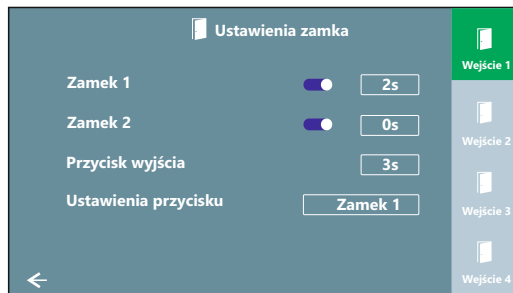 Ustawienia zamka
Zamek 1
2s
Zamek 2
0s
Przycisk wyjścia
3s
Ustawienia przycisku
Zamek 1
Wejście 1
Wejście 2
Wejście 3
Wejście 4